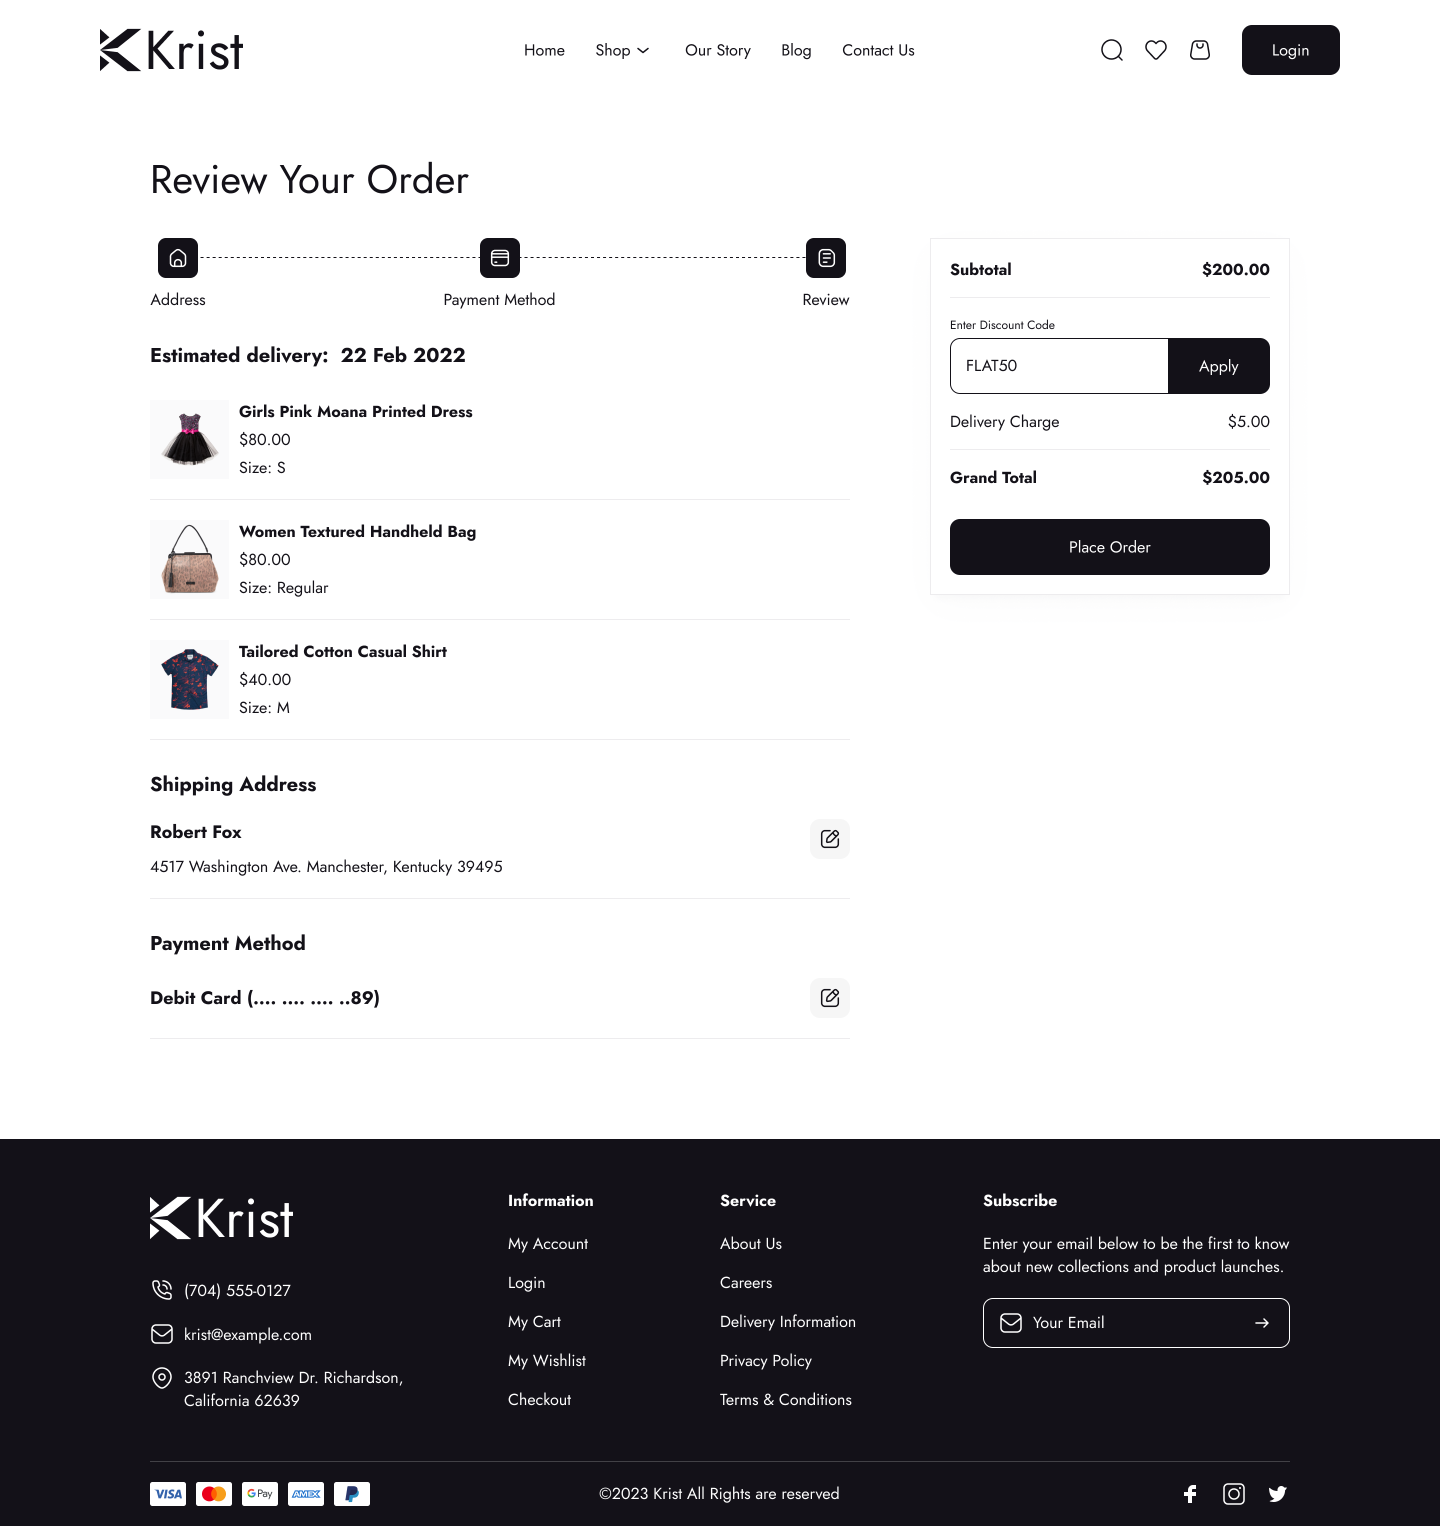 Krist
Home Shop Our Story Blog Contact Us
Login
Review Your Order
Address Payment Method Review
Estimated delivery: 22 Feb 2022
Girls Pink Moana Printed Dress
$80.00
Size: S
Women Textured Handheld Bag
$80.00
Size: Regular
Tailored Cotton Casual Shirt
$40.00
Size: M
Shipping Address
Robert Fox
4517 Washington Ave. Manchester, Kentucky 39495
Payment Method
Debit Card (.... .... .... ..89)
Subtotal $200.00
Enter Discount Code
FLAT50 Apply
Delivery Charge $5.00
Grand Total $205.00
Place Order
Krist
(704) 555-0127
krist@example.com
3891 Ranchview Dr. Richardson,
California 62639
Information
My Account
Login
My Cart
My Wishlist
Checkout
Service
About Us
Careers
Delivery Information
Privacy Policy
Terms & Conditions
Subscribe
Enter your email below to be the first to know
about new collections and product launches.
Your Email
VISA G Pay AMEX
©2023 Krist All Rights are reserved